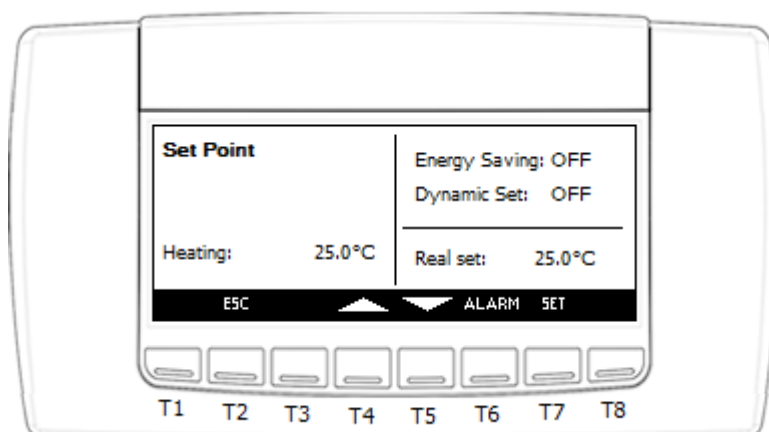 Set Point
Heating: 25.0°C
Energy Saving: OFF
Dynamic Set: OFF
Real set: 25.0°C
ESC ALARM SET
T1 T2 T3 T4 T5 T6 T7 T8